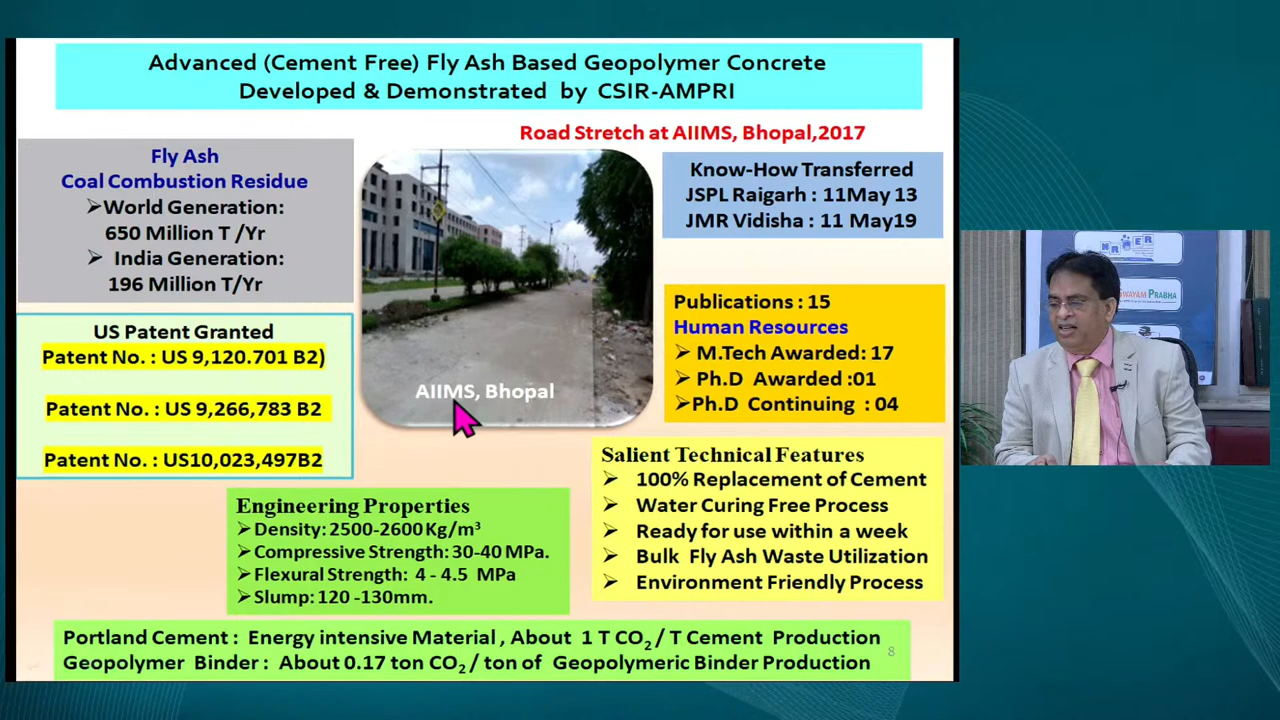 Advanced (Cement Free) Fly Ash Based Geopolymer Concrete
Developed & Demonstrated by CSIR-AMPRI
Road Stretch at AIIMS, Bhopal,2017
Fly Ash
Coal Combustion Residue
➢World Generation:
650 Million T /Yr
➢ India Generation:
196 Million T/Yr
US Patent Granted
Patent No. : US 9,120.701 B2)
Patent No. : US 9,266,783 B2
Patent No. : US10,023,497B2
AIIMS, Bhopal
Know-How Transferred
JSPL Raigarh : 11May 13
JMR Vidisha : 11 May19
Publications : 15
Human Resources
➢ M.Tech Awarded: 17
➢ Ph.D Awarded :01
➢Ph.D Continuing : 04
Engineering Properties
➢Density: 2500-2600 Kg/m³
➢Compressive Strength: 30-40 MPa.
➢Flexural Strength: 4 - 4.5 MPa
➢Slump: 120 -130mm.
Salient Technical Features
➢ 100% Replacement of Cement
➢ Water Curing Free Process
➢ Ready for use within a week
➢ Bulk Fly Ash Waste Utilization
➢ Environment Friendly Process
Portland Cement : Energy intensive Material , About 1 T CO₂ / T Cement Production
Geopolymer Binder : About 0.17 ton CO₂ / ton of Geopolymeric Binder Production
8
SWAYAM PRABHA